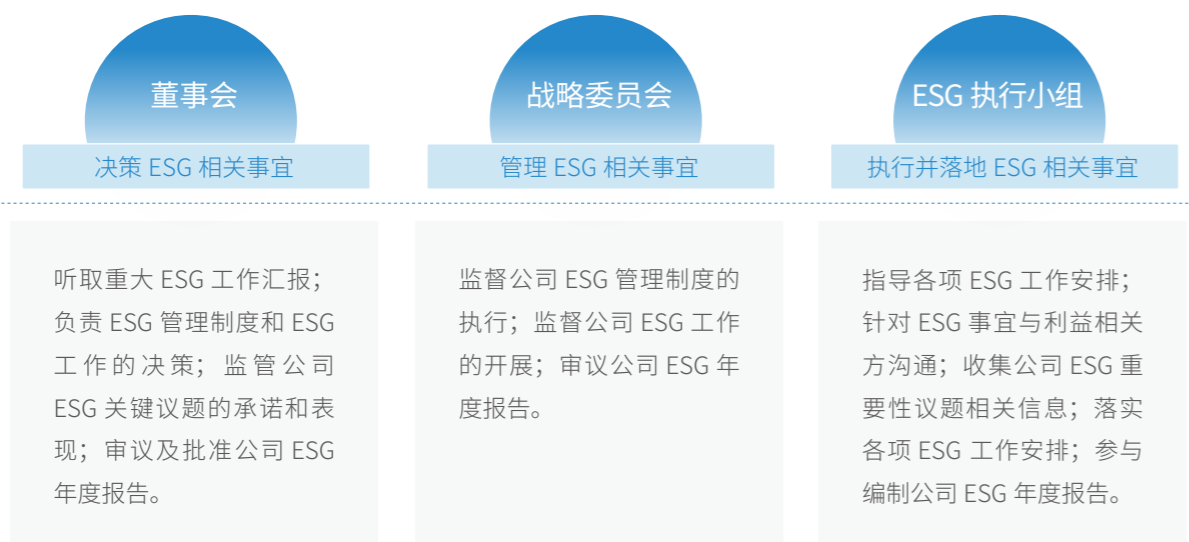 董事会
决策 ESG 相关事宜
听取重大 ESG 工作汇报；
负责 ESG 管理制度和 ESG
工作的决策；监管公司
ESG 关键议题的承诺和表
现；审议及批准公司 ESG
年度报告。
战略委员会
管理 ESG 相关事宜
监督公司 ESG 管理制度的
执行；监督公司 ESG 工作
的开展；审议公司 ESG 年
度报告。
ESG 执行小组
执行并落地 ESG 相关事宜
指导各项 ESG 工作安排；
针对 ESG 事宜与利益相关
方沟通；收集公司 ESG 重
要性议题相关信息；落实
各项 ESG 工作安排；参与
编制公司 ESG 年度报告。